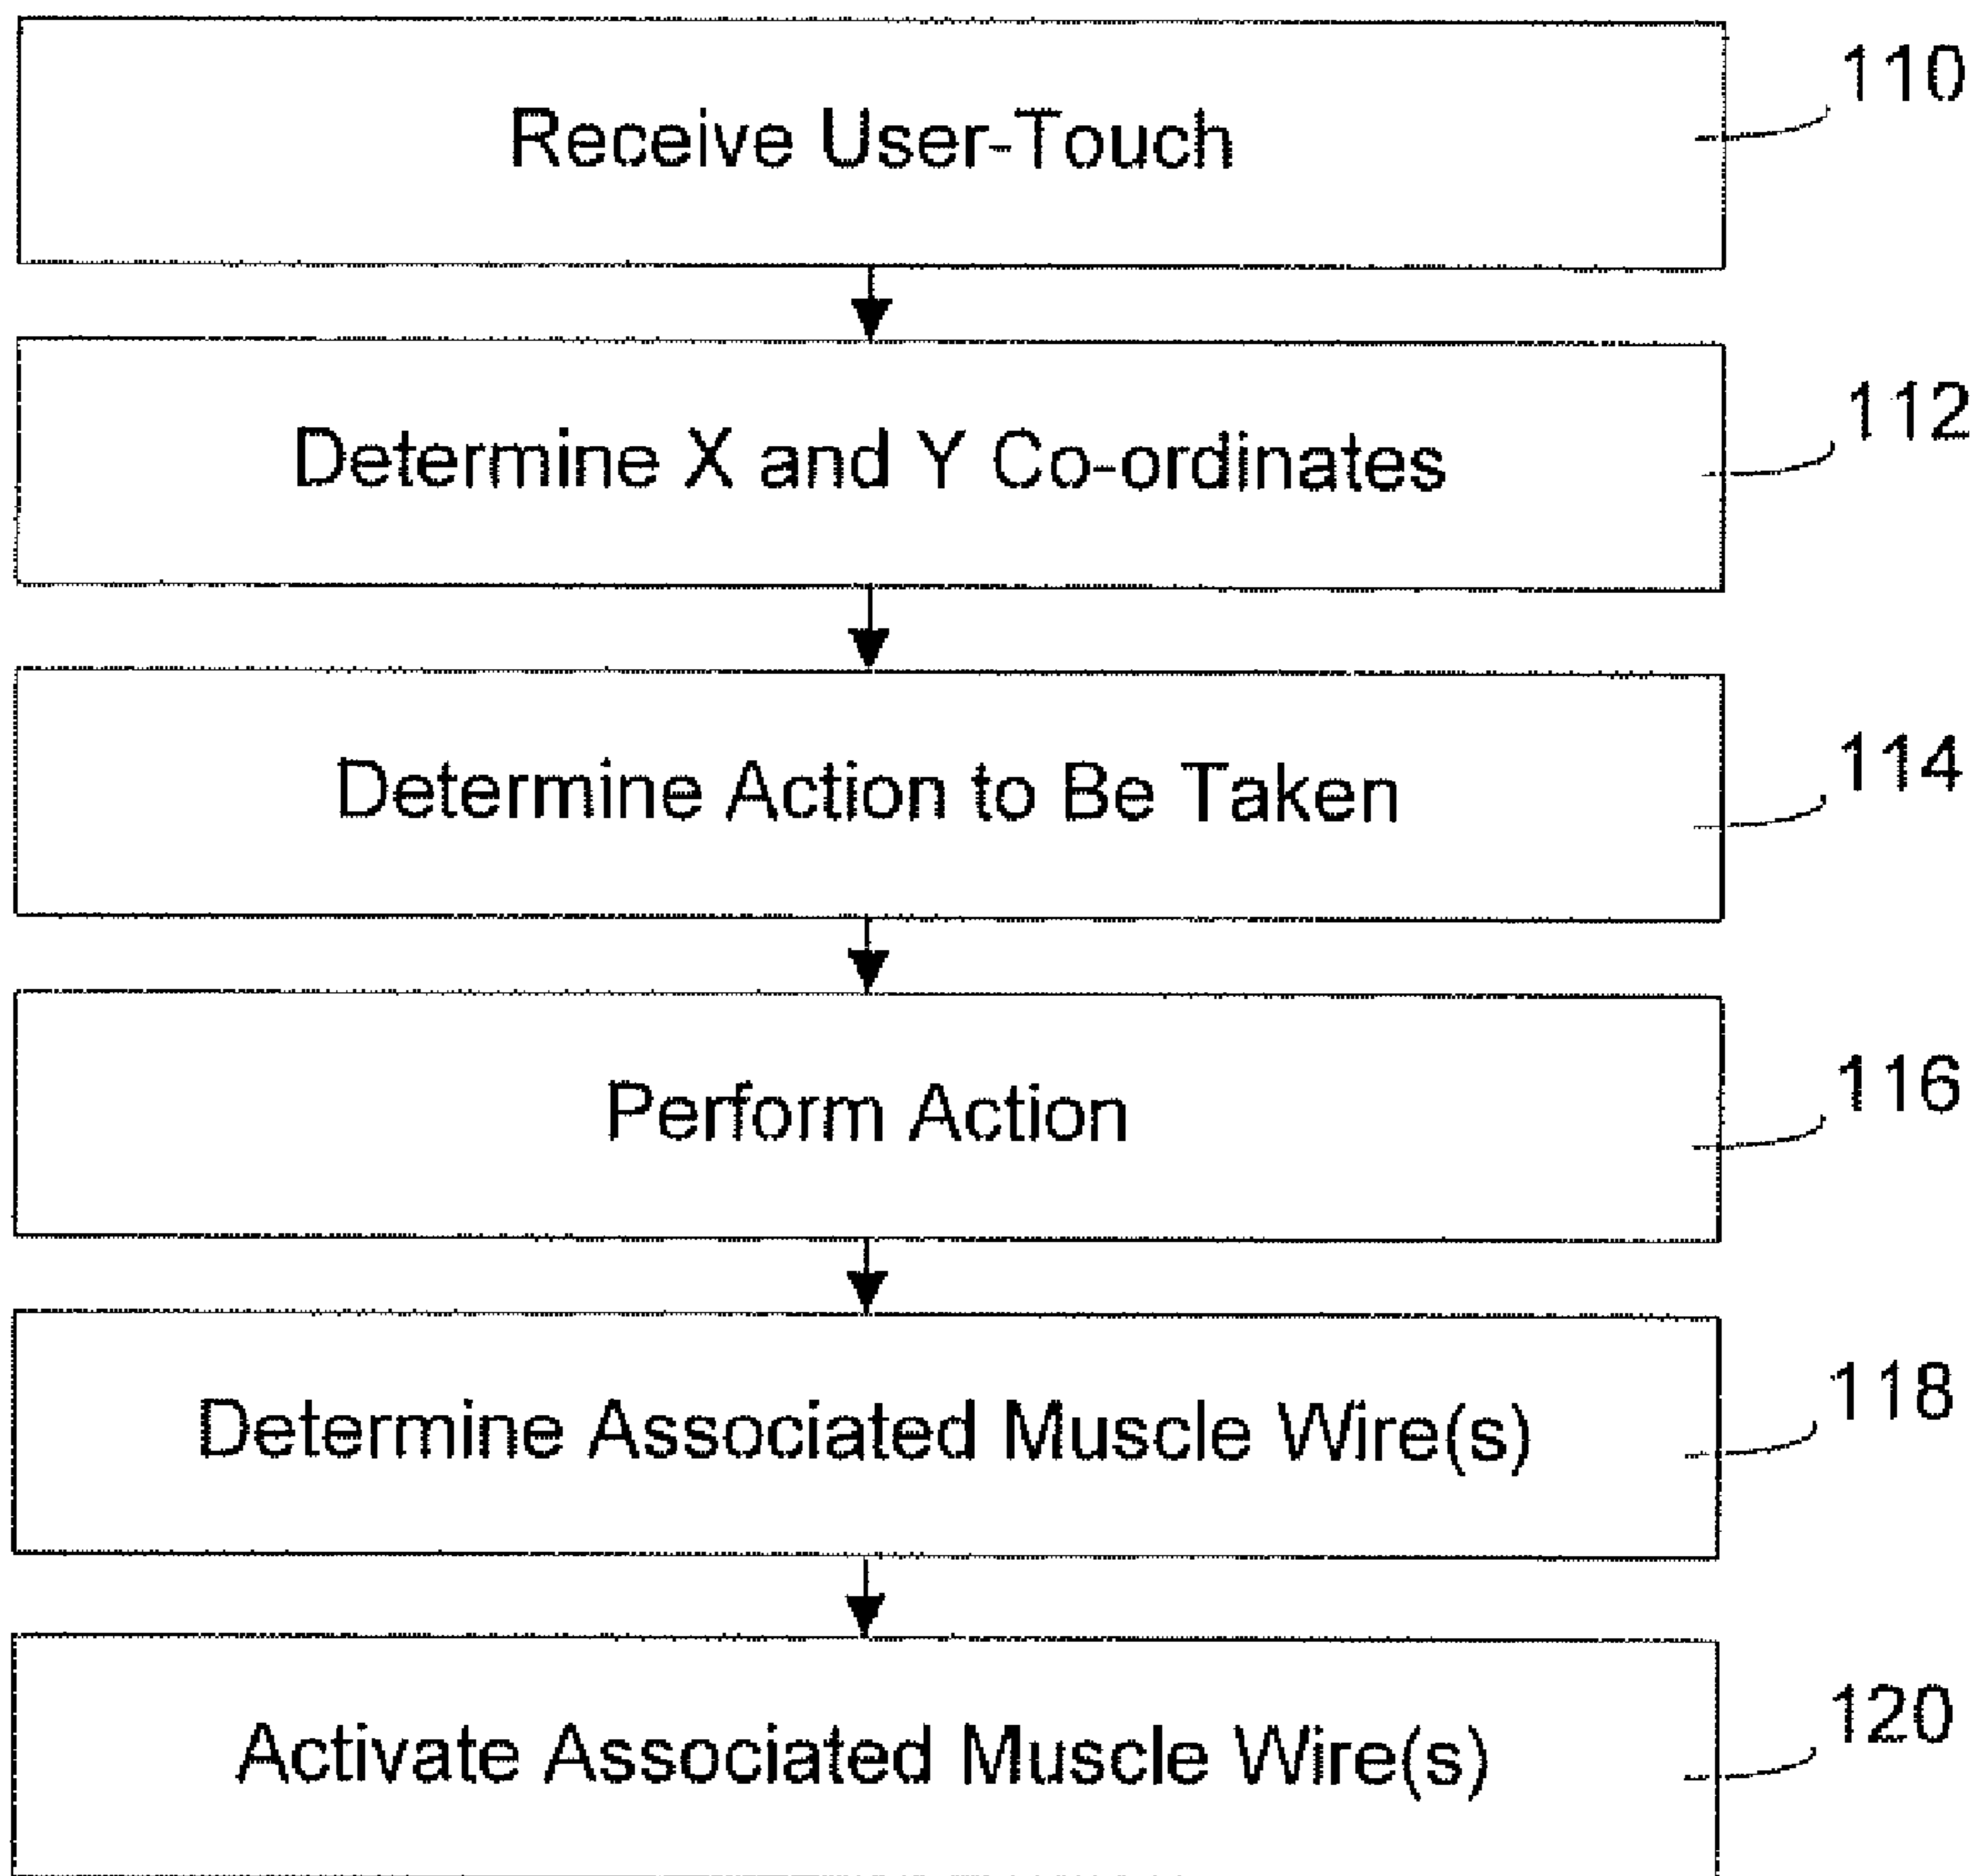 Receive User-Touch
110
Determine X and Y Co-ordinates
112
Determine Action to Be Taken
114
Perform Action
116
Determine Associated Muscle Wire(s)
118
Activate Associated Muscle Wire(s)
120